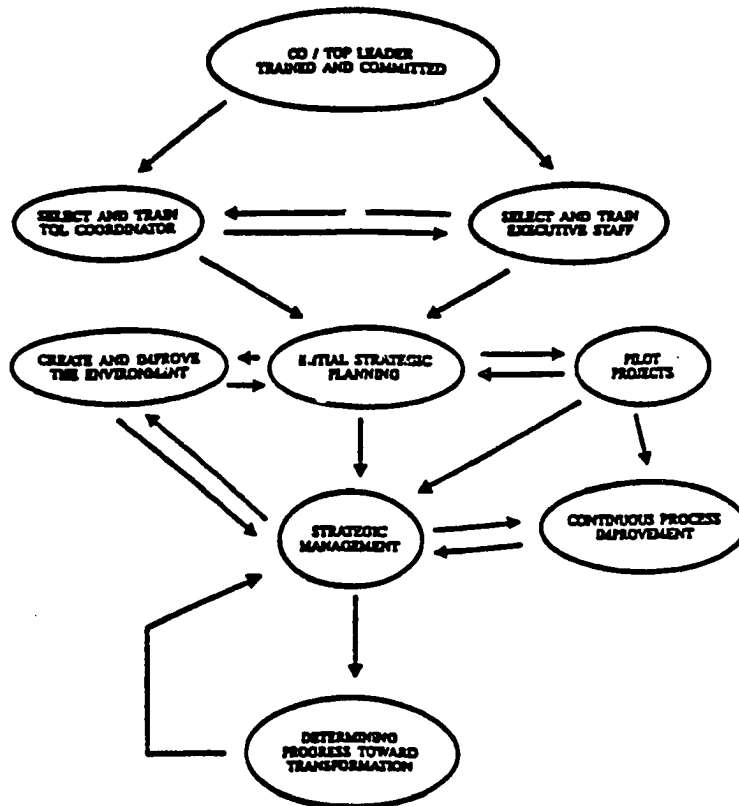 CO / TOP LEADER
TRAINED AND COMMITTED
SELECT AND TRAIN
TQL COORDINATOR
SELECT AND TRAIN
EXECUTIVE STAFF
CREATE AND IMPROVE
THE ENVIRONMENT
INITIAL STRATEGIC
PLANNING
PILOT
PROJECTS
STRATEGIC
MANAGEMENT
CONTINUOUS PROCESS
IMPROVEMENT
DETERMINING
PROGRESS TOWARD
TRANSFORMATION